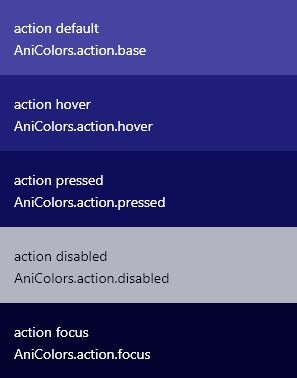 action default
AniColors.action.base
action hover
AniColors.action.hover
action pressed
AniColors.action.pressed
action disabled
AniColors.action.disabled
action focus
AniColors.action.focus